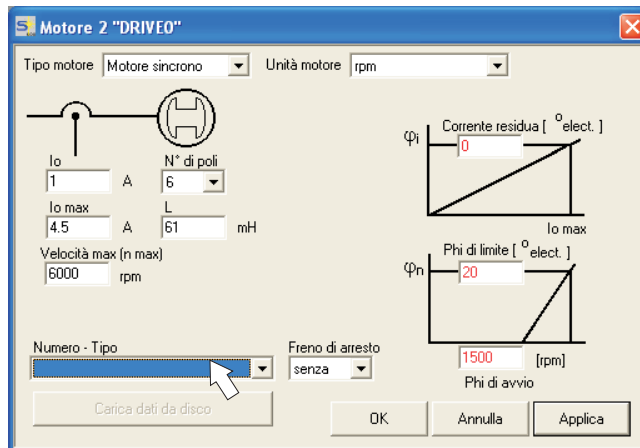 Motore 2 "DRIVE0"
Tipo motore Motore sincrono Unità motore rpm
Corrente residua [ °elect. ]
φi 0
Io max
Io N° di poli
1 A 6
Io max L
4.5 A 61 mH
Velocità max (n max)
6000 rpm
Phi di limite [ °elect. ]
φn 20
1500 [rpm]
Phi di avvio
Numero - Tipo Freno di arresto
senza
Carica dati da disco
OK Annulla Applica